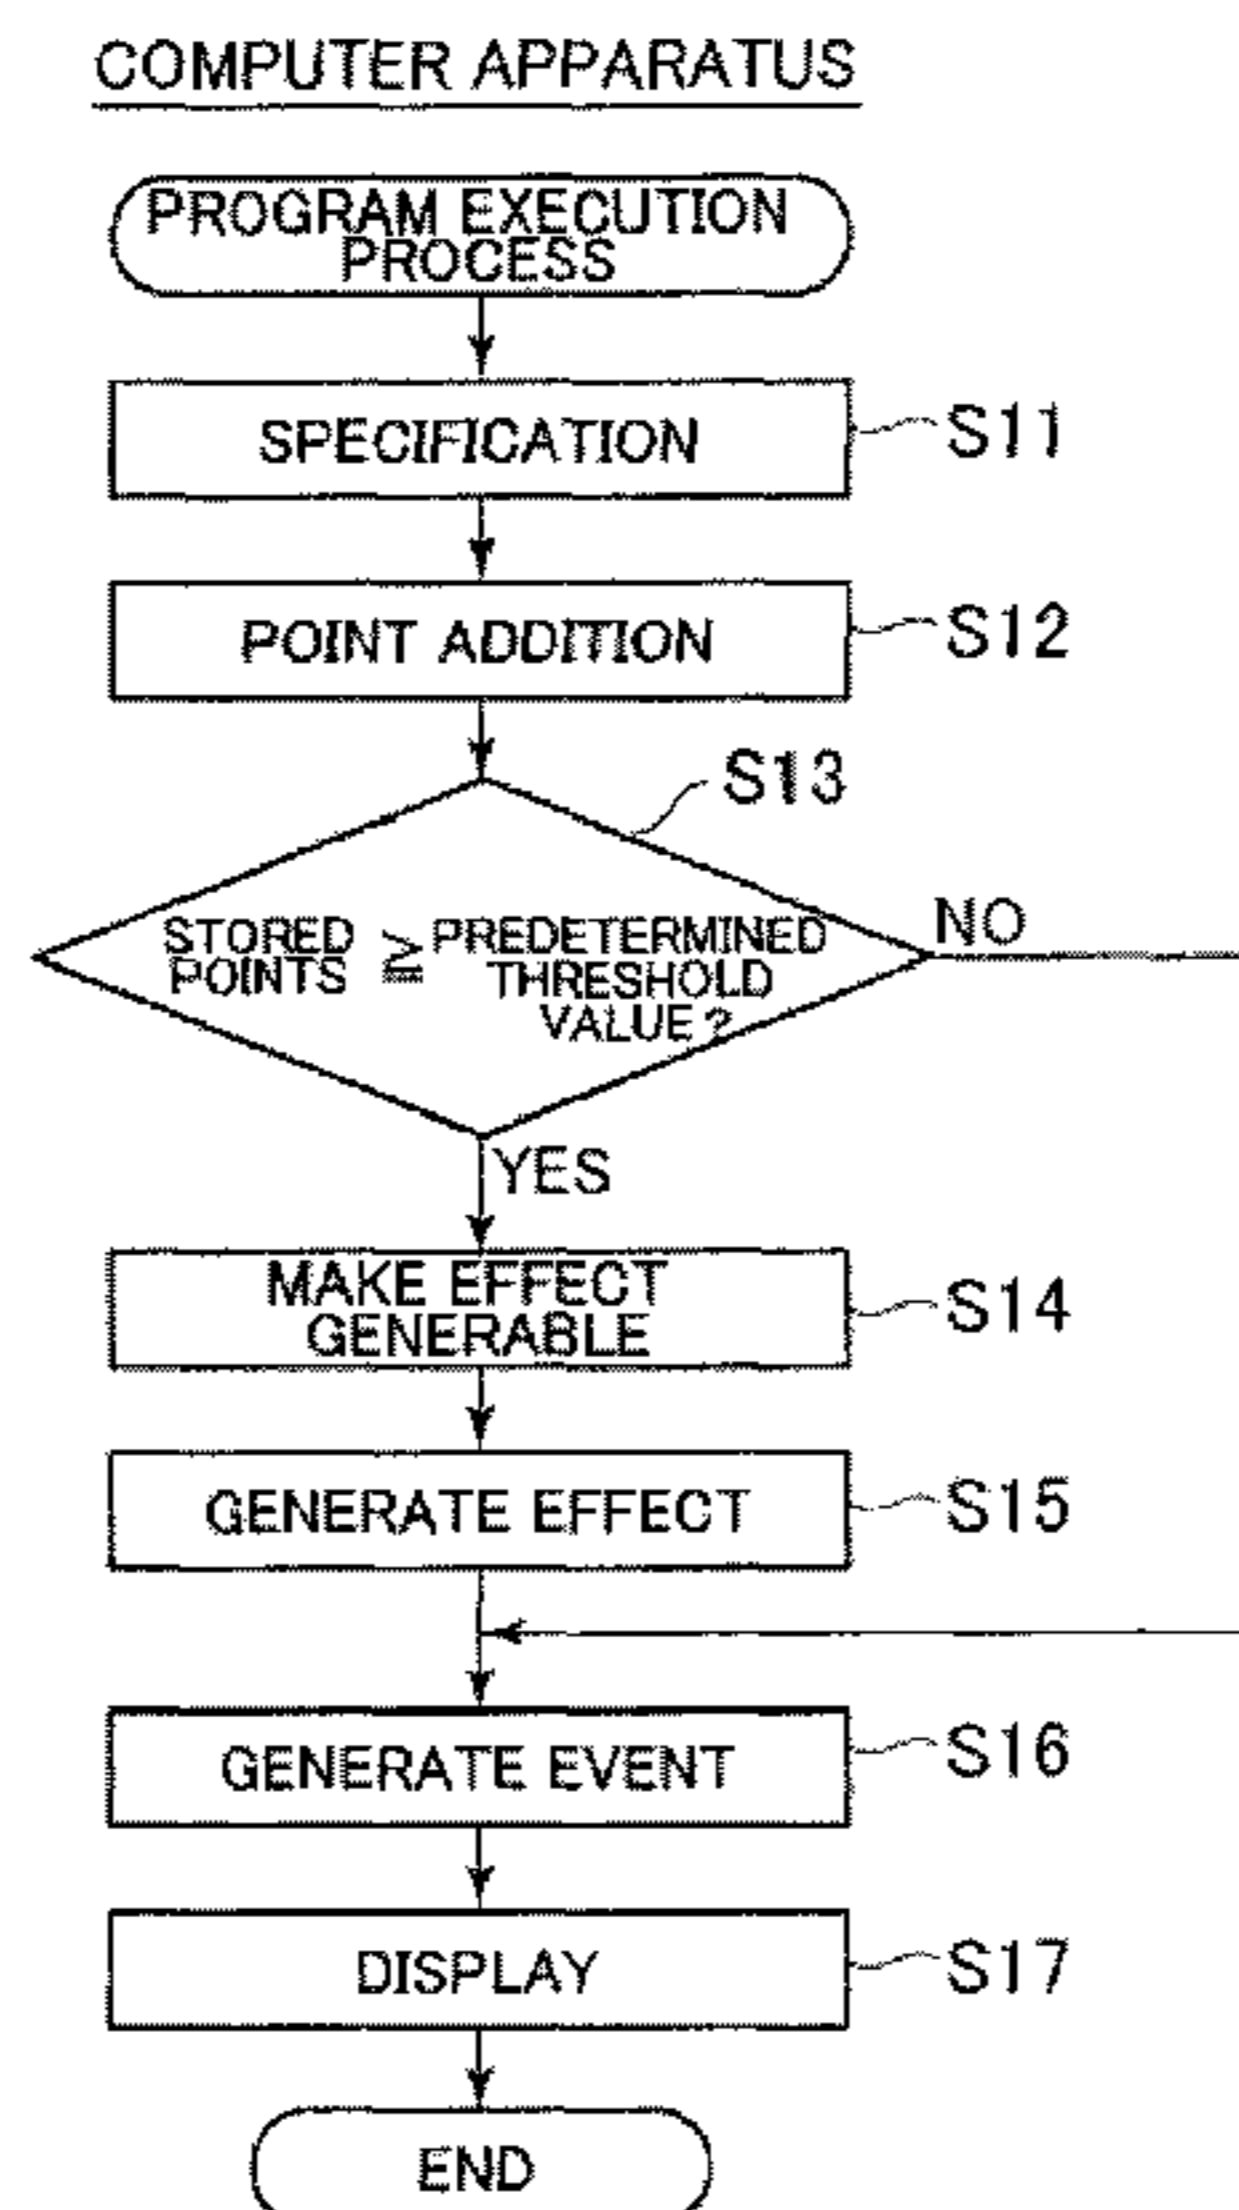 COMPUTER APPARATUS
PROGRAM EXECUTION
PROCESS
SPECIFICATION
S11
POINT ADDITION
S12
S13
STORED POINTS ≧ PREDETERMINED THRESHOLD VALUE?
NO
YES
MAKE EFFECT
GENERABLE
S14
GENERATE EFFECT
S15
GENERATE EVENT
S16
DISPLAY
S17
END